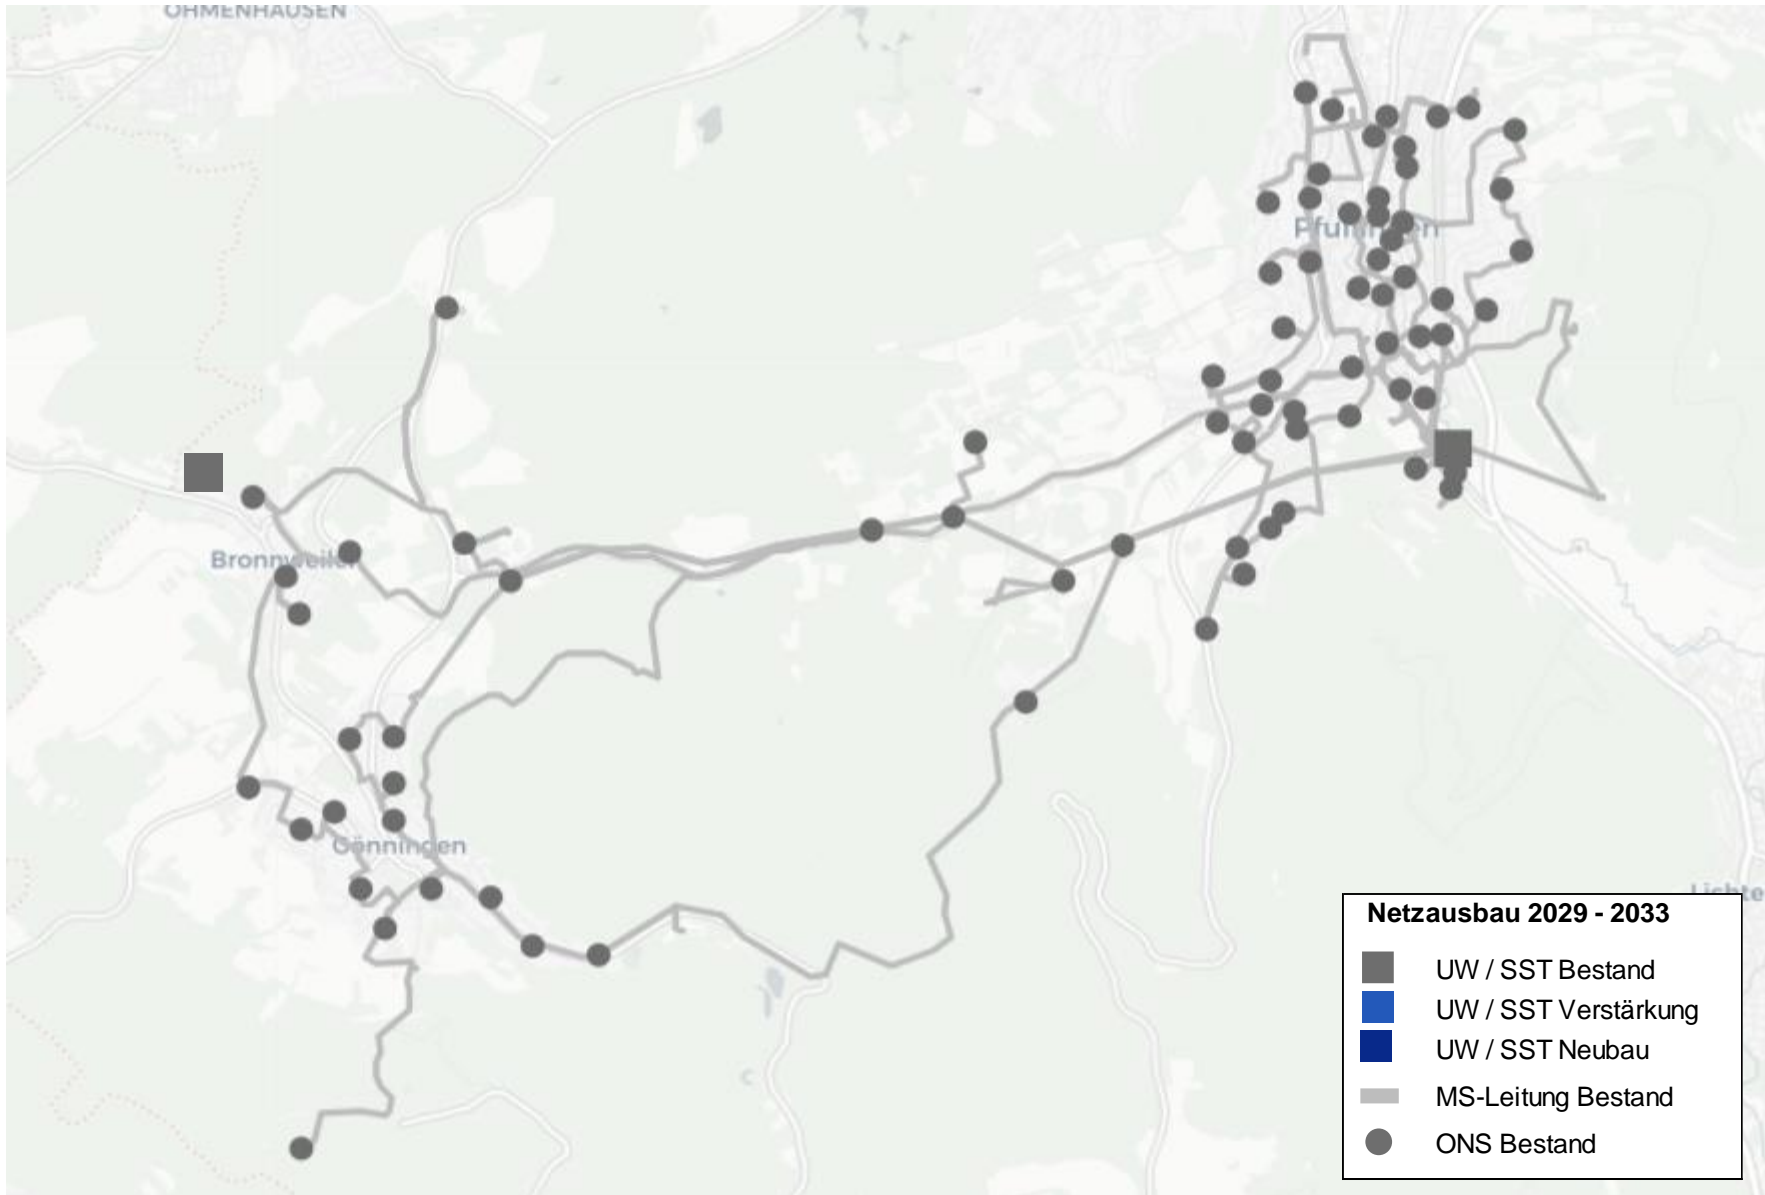 OHMENHAUSEN
Bronnweiler
Gönningen
Lichte
Netzausbau 2029 - 2033
UW / SST Bestand
UW / SST Verstärkung
UW / SST Neubau
MS-Leitung Bestand
ONS Bestand